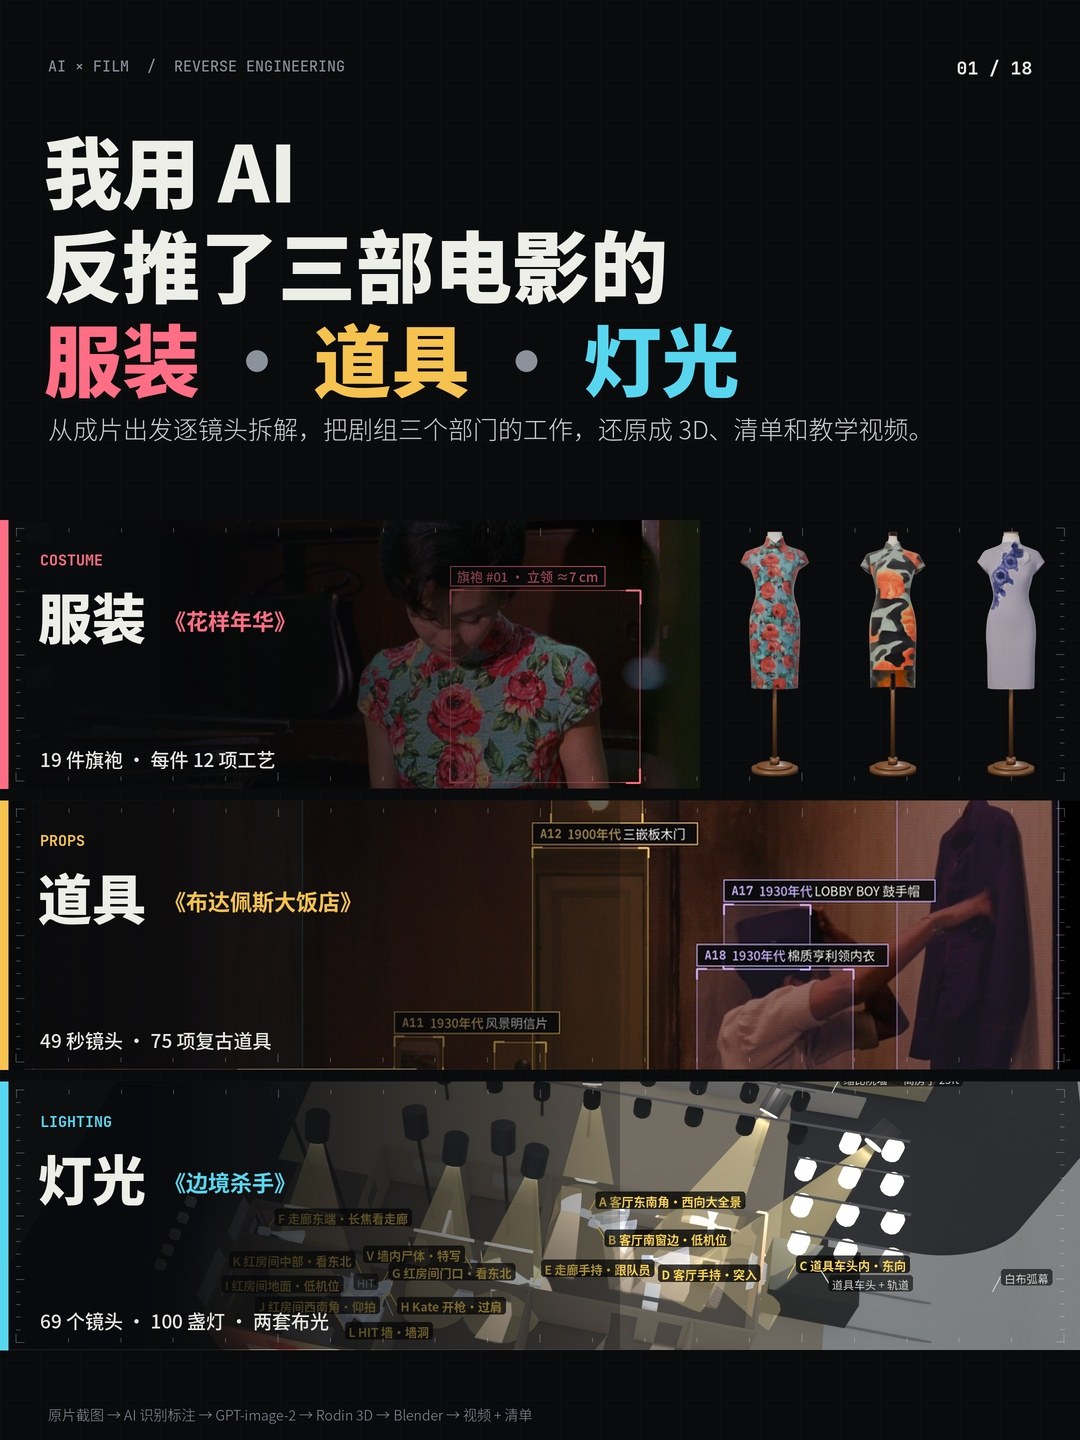 AI × FILM / REVERSE ENGINEERING
01 / 18
我用 AI
反推了三部电影的
服装 • 道具 • 灯光
从成片出发逐镜头拆解，把剧组三个部门的工作，还原成 3D、清单和教学视频。
COSTUME
服装 《花样年华》
19 件旗袍 · 每件 12 项工艺
旗袍 #01 · 立领 ≈7 cm
PROPS
道具 《布达佩斯大饭店》
49 秒镜头 · 75 项复古道具
A12 1900年代 三嵌板木门
A17 1930年代 LOBBY BOY 鼓手帽
A18 1930年代 棉质亨利领内衣
A11 1930年代 风景明信片
LIGHTING
灯光 《边境杀手》
69 个镜头 · 100 盏灯 · 两套布光
A 客厅东南角 · 西向大全景
F 走廊东端 · 长焦看走廊
B 客厅南窗边 · 低机位
V 墙内尸体 · 特写
K 红房间中部 · 看东北
C 道具车头内 · 东向
E 走廊手持 · 跟队员
G 红房间门口 · 看东北
D 客厅手持 · 突入
白布弧幕
I 红房间地面 · 低机位
HIT
道具车头 + 轨道
J 红房间西南角 · 仰拍
H Kate 开枪 · 过肩
L HIT 墙 · 墙洞
原片截图 → AI 识别标注 → GPT-image-2 → Rodin 3D → Blender → 视频 + 清单